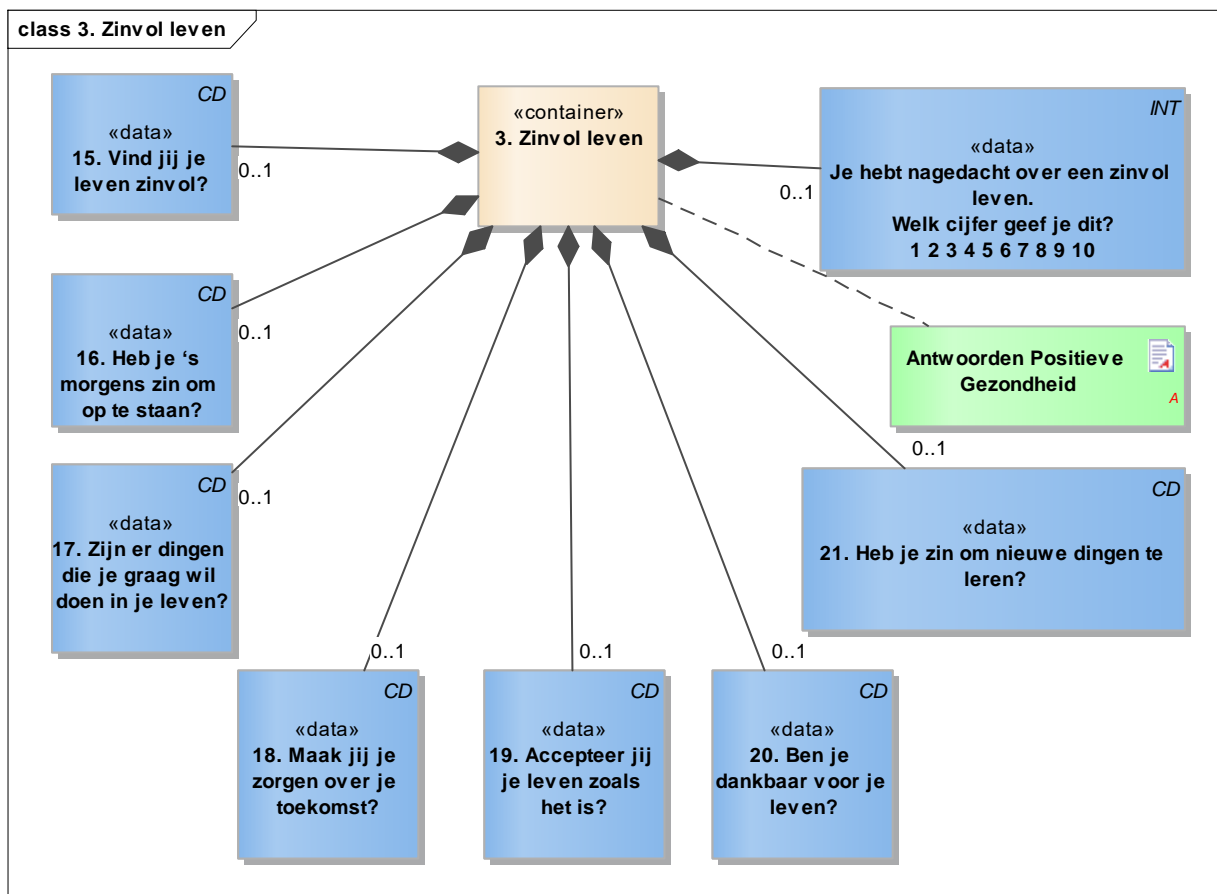 class 3. Zinvol leven
CD
«data»
15. Vind jij je
leven zinvol?
0..1
«container»
3. Zinvol leven
INT
«data»
Je hebt nagedacht over een zinvol
leven.
Welk cijfer geef je dit?
1 2 3 4 5 6 7 8 9 10
0..1
CD
«data»
16. Heb je ‘s
morgens zin om
op te staan?
0..1
Antwoorden Positieve
Gezondheid
A
CD
«data»
17. Zijn er dingen
die je graag wil
doen in je leven?
0..1
0..1
CD
«data»
21. Heb je zin om nieuwe dingen te
leren?
0..1
CD
«data»
18. Maak jij je
zorgen over je
toekomst?
0..1
CD
«data»
19. Accepteer jij
je leven zoals
het is?
0..1
CD
«data»
20. Ben je
dankbaar voor je
leven?